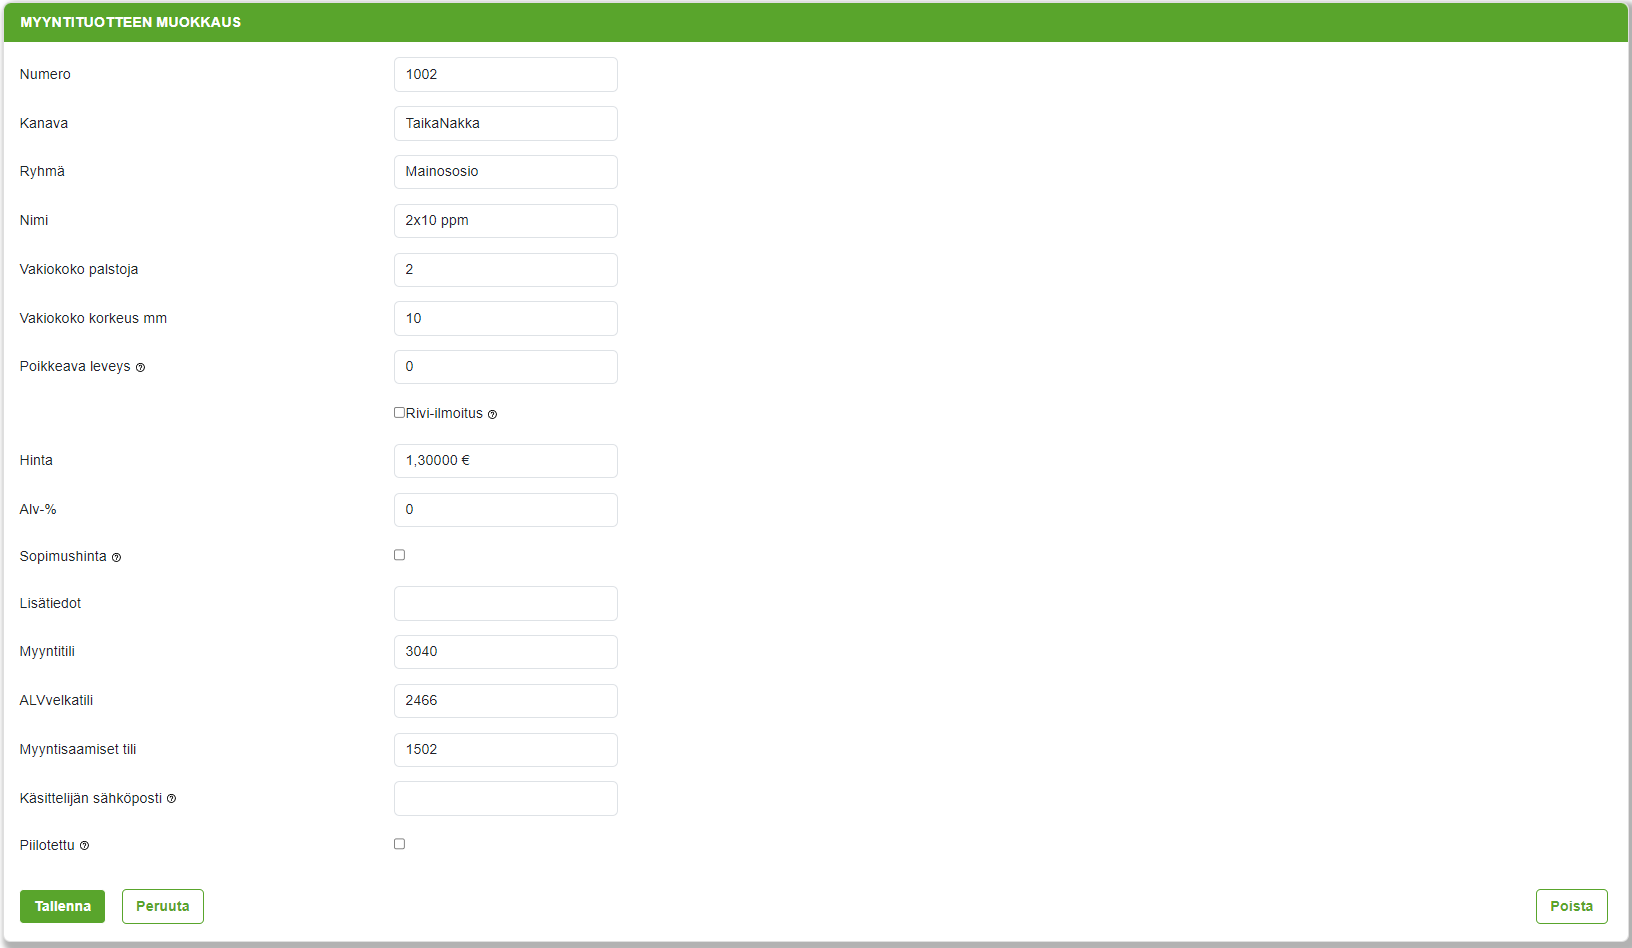 MYYNTITUOTTEEN MUOKKAUS
Numero 1002
Kanava TaikaNakka
Ryhmä Mainososio
Nimi 2x10 ppm
Vakiokoko palstoja 2
Vakiokoko korkeus mm 10
Poikkeava leveys 0
Rivi-ilmoitus
Hinta 1,30000 €
Alv-% 0
Sopimushinta
Lisätiedot
Myyntitili 3040
ALVvelkatili 2466
Myyntisaamiset tili 1502
Käsittelijän sähköposti
Piilotettu
Tallenna Peruuta Poista